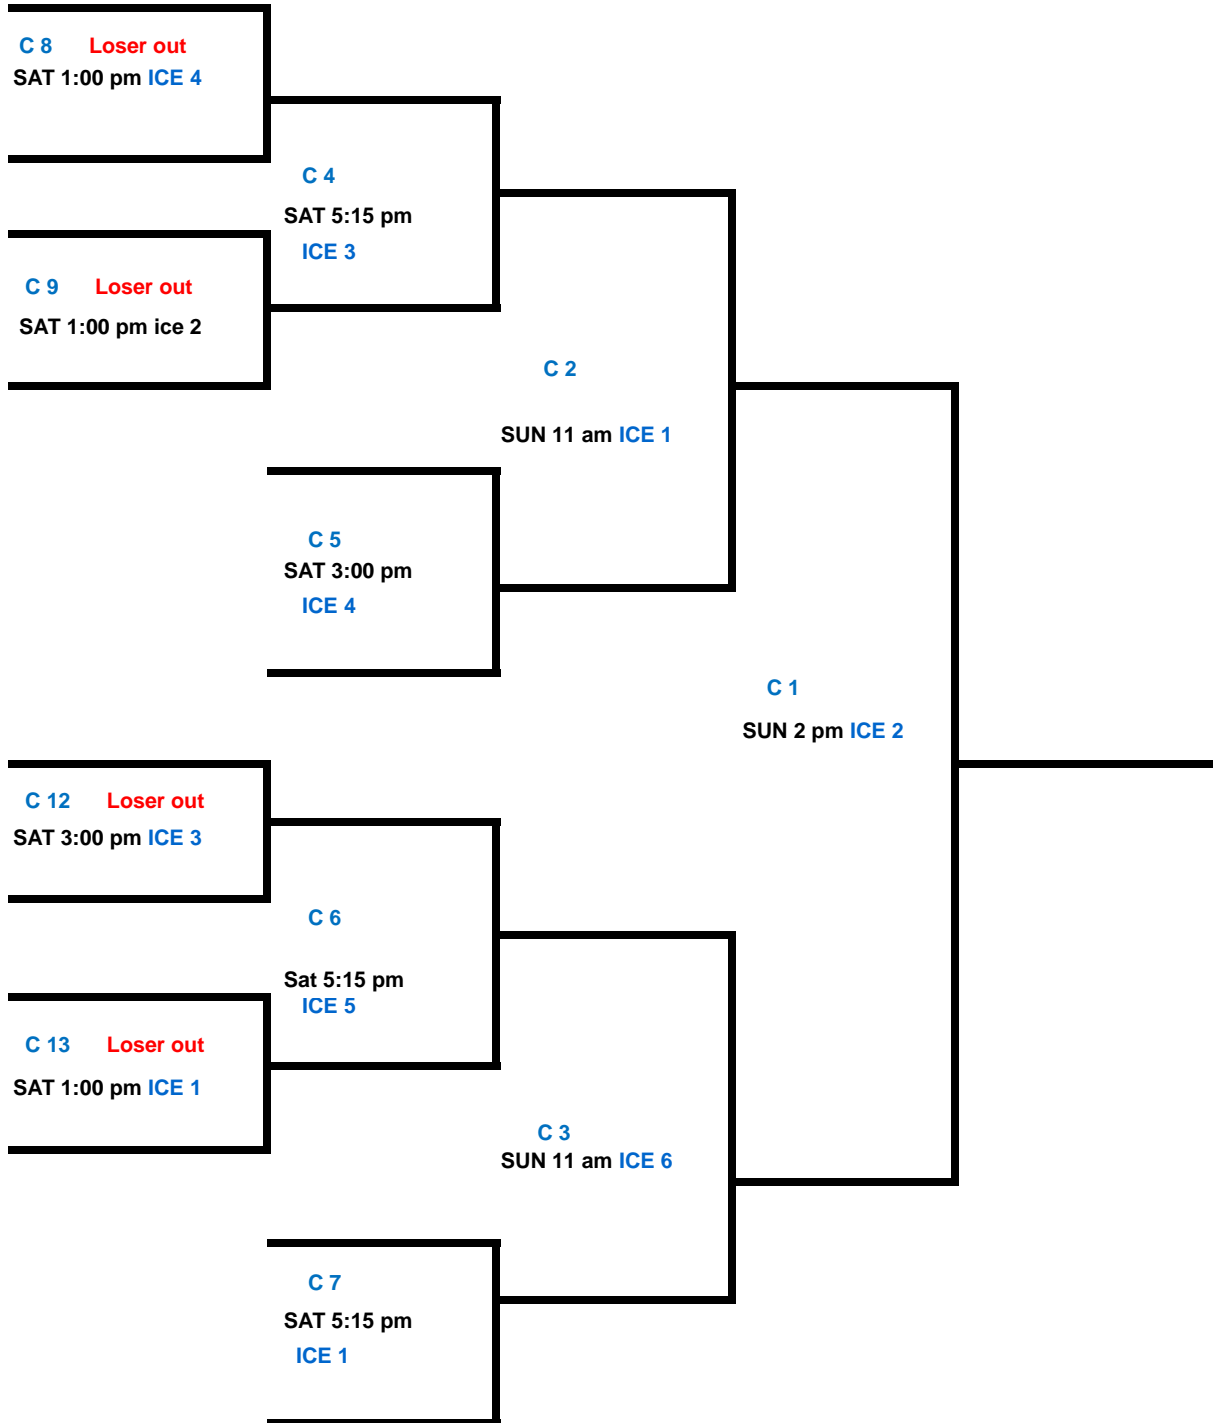 C 8 Loser out
SAT 1:00 pm ICE 4
C 4
SAT 5:15 pm
ICE 3
C 9 Loser out
SAT 1:00 pm ice 2
C 2
SUN 11 am ICE 1
C 5
SAT 3:00 pm
ICE 4
C 1
SUN 2 pm ICE 2
C 12 Loser out
SAT 3:00 pm ICE 3
C 6
Sat 5:15 pm
ICE 5
C 13 Loser out
SAT 1:00 pm ICE 1
C 3
SUN 11 am ICE 6
C 7
SAT 5:15 pm
ICE 1